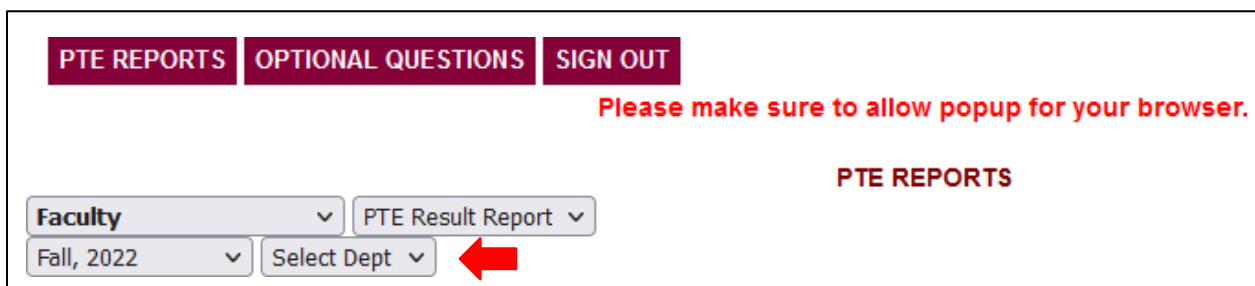 PTE REPORTS OPTIONAL QUESTIONS SIGN OUT
Please make sure to allow popup for your browser.
PTE REPORTS
Faculty PTE Result Report
Fall, 2022 Select Dept